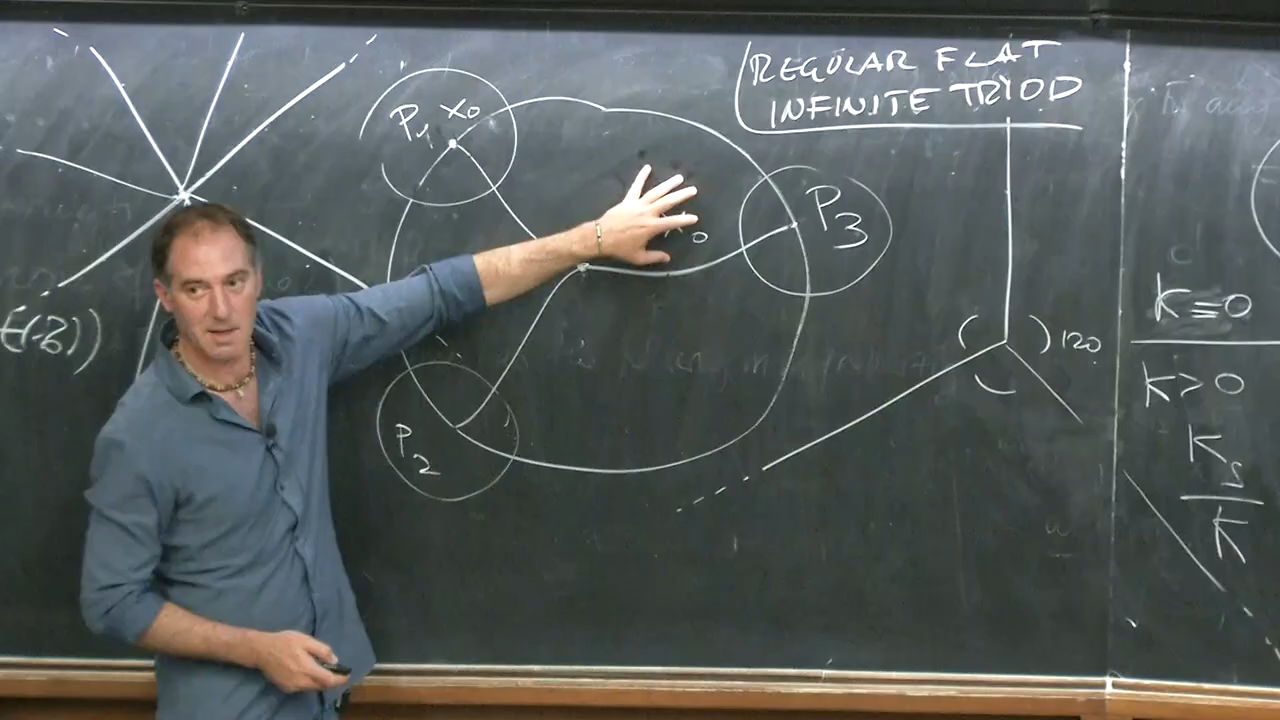 REGULAR FLAT
INFINITE TRIOD
P₁ x₀
P₃
P₂
120
k≡0
k>0
kₛ
k